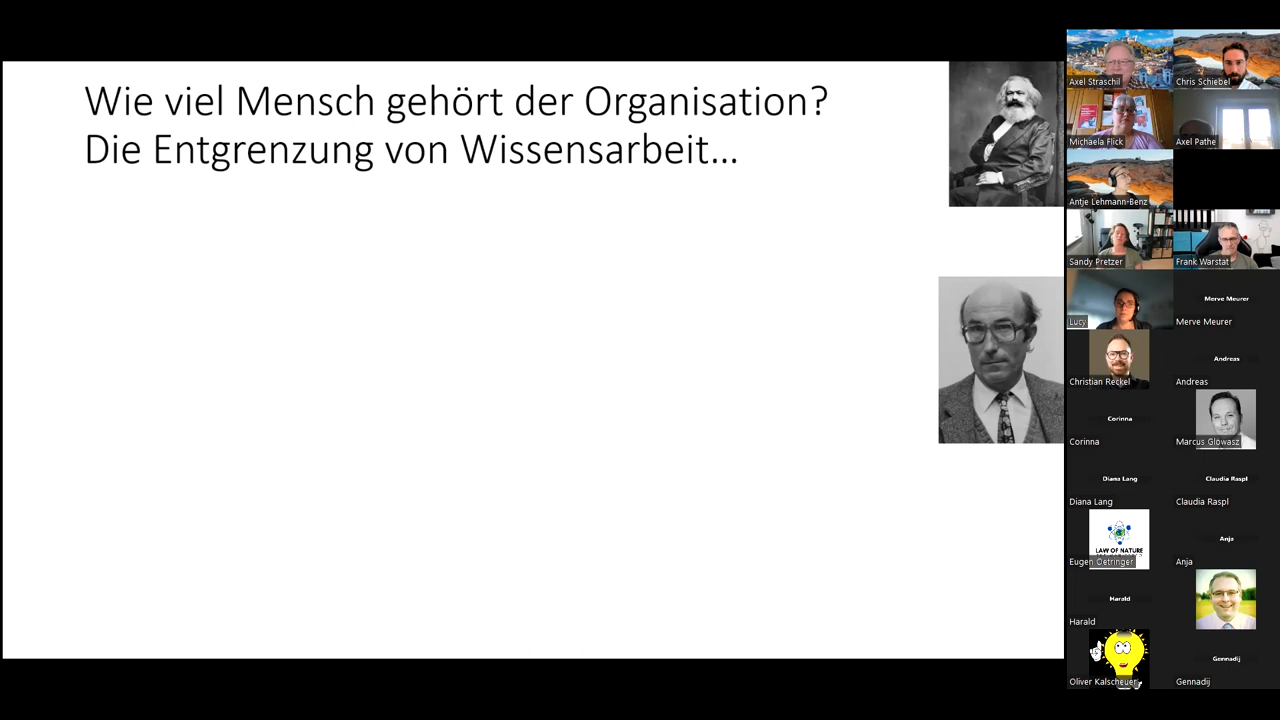 Wie viel Mensch gehört der Organisation?
Die Entgrenzung von Wissensarbeit...
Axel Straschil
Chris Schiebel
Michaela Flick
Axel Pathe
Antje Lehmann-Benz
Sandy Pretzer
Frank Warstat
Lucy
Merve Meurer
Merve Meurer
Christian Reckel
Andreas
Andreas
Corinna
Corinna
Marcus Glowasz
Diana Lang
Diana Lang
Claudia Raspl
Claudia Raspl
LAW OF NATURE
Eugen Oetringer
Anja
Anja
Harald
Harald
Oliver Kalscheuer
Gennadij
Gennadij